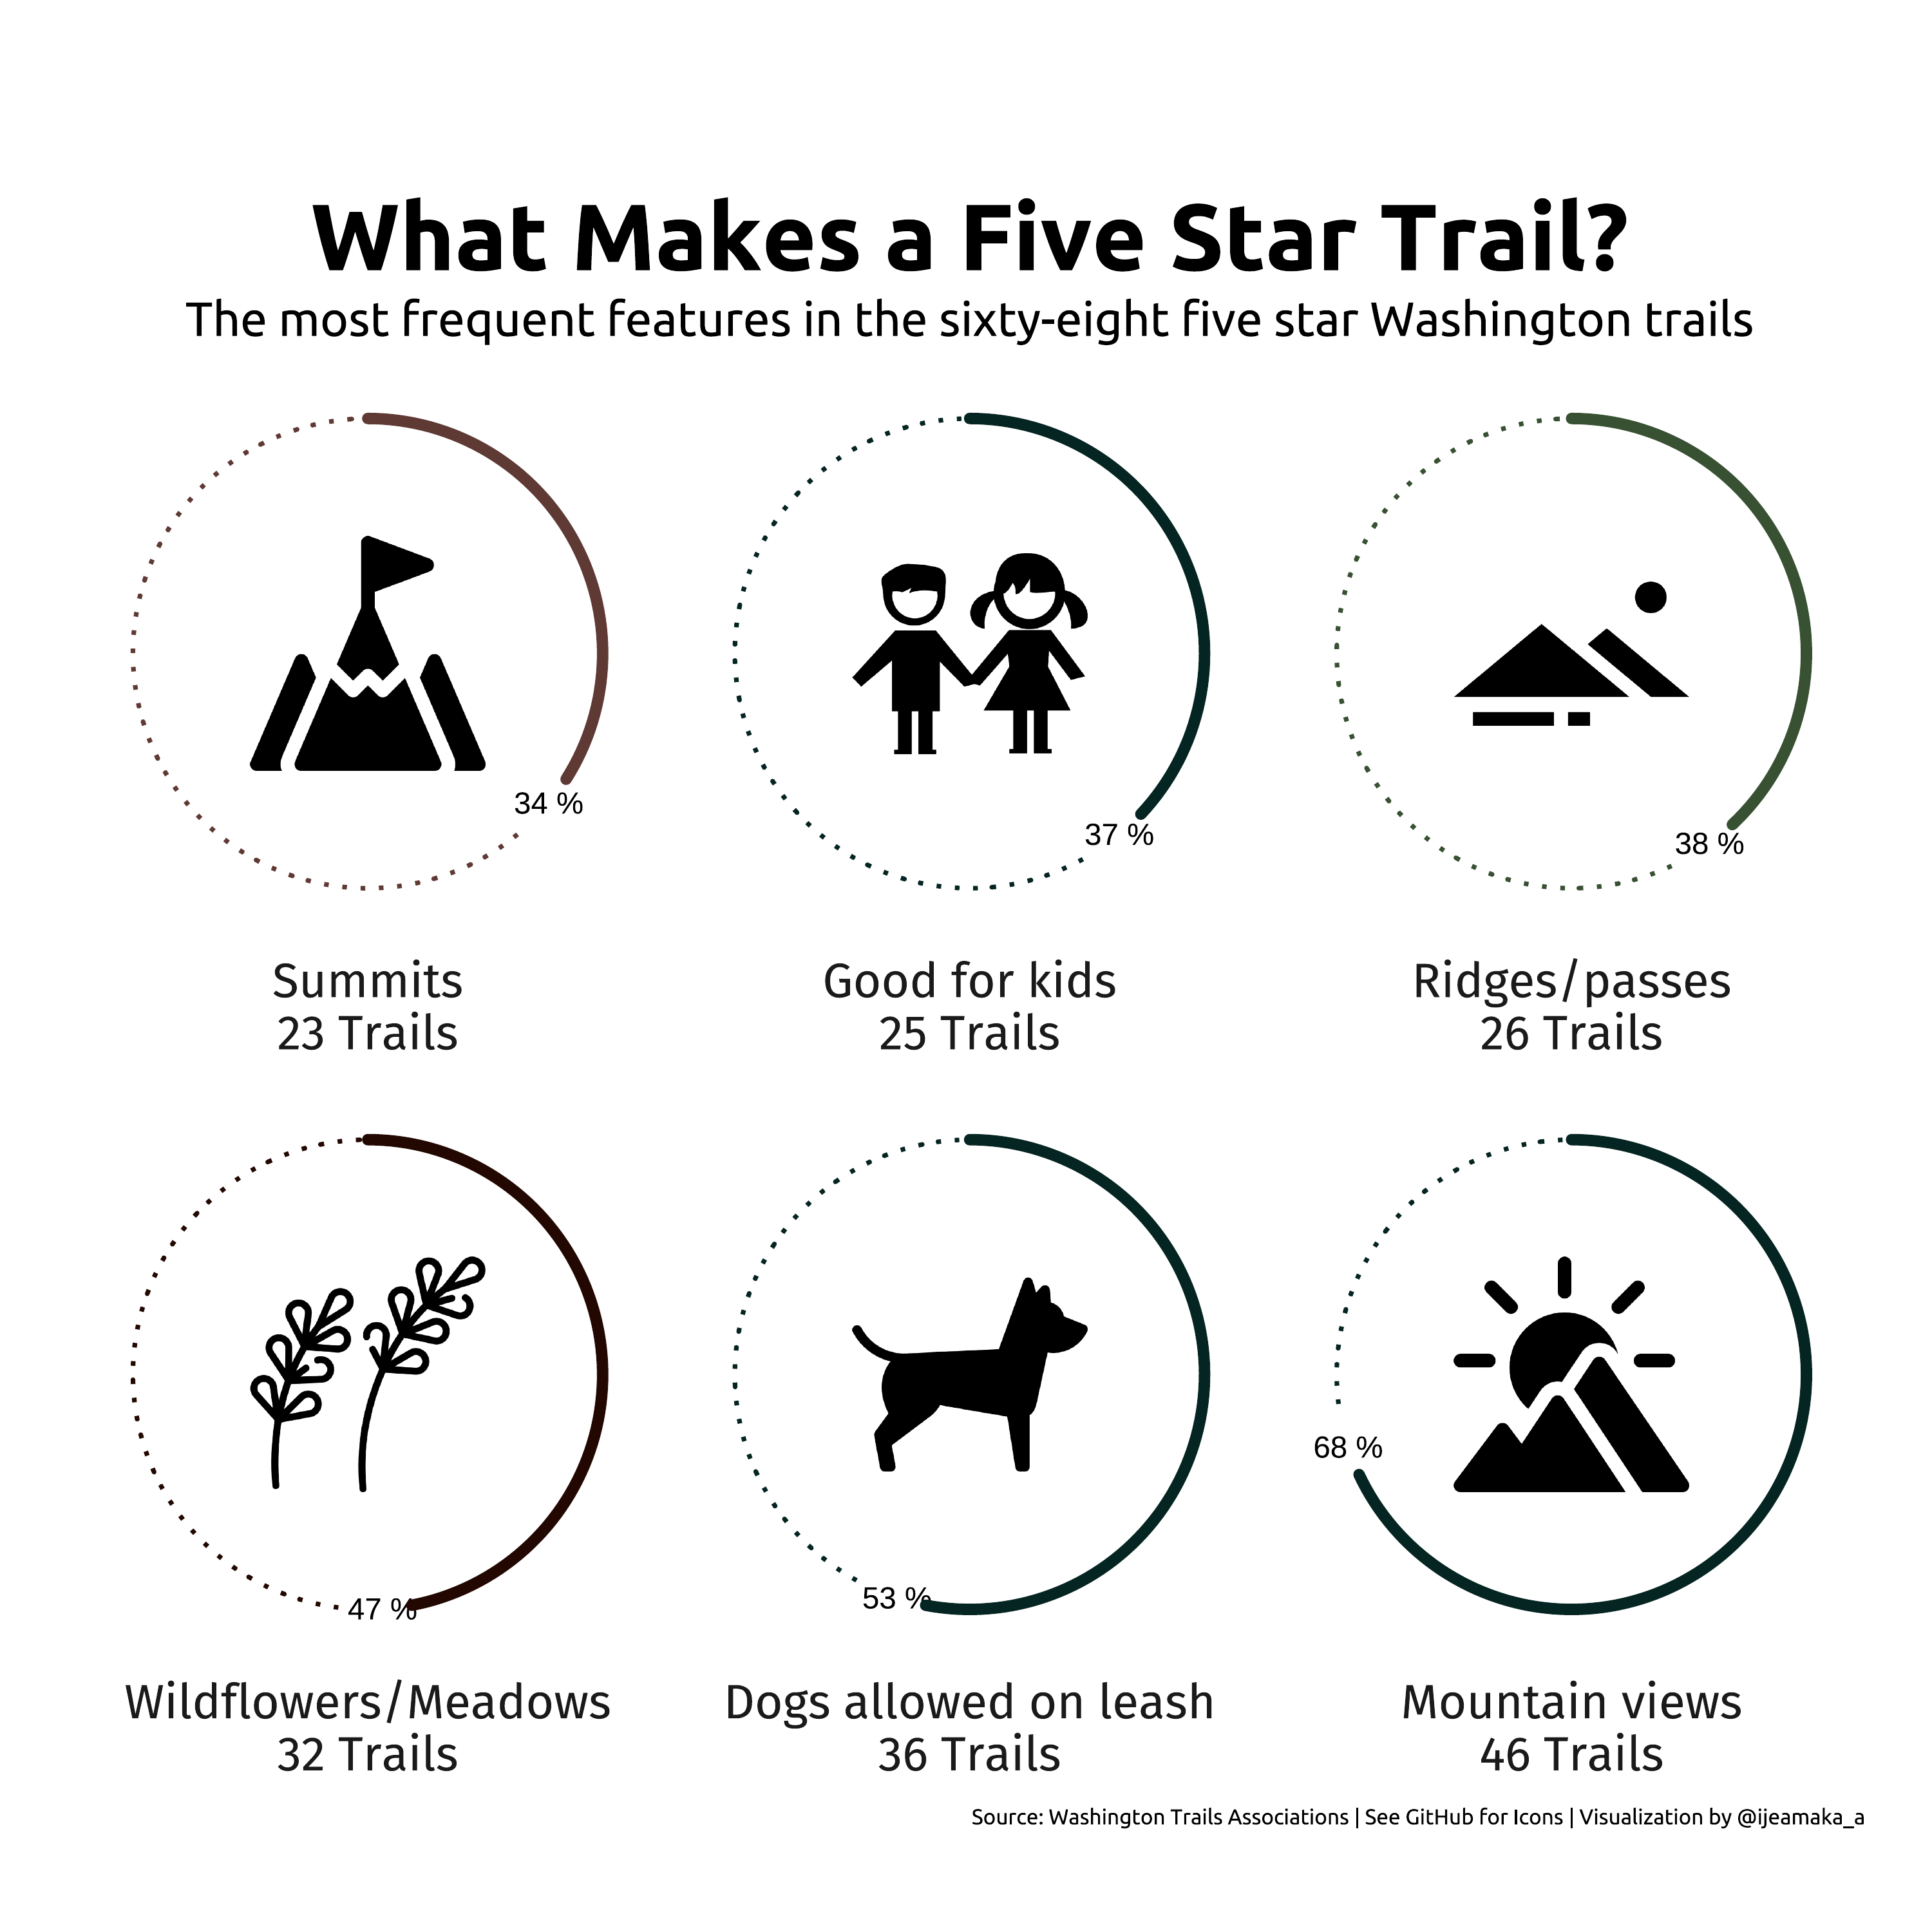 What Makes a Five Star Trail?
The most frequent features in the sixty-eight five star Washington trails
34 %
37 %
38 %
Summits
23 Trails
Good for kids
25 Trails
Ridges/passes
26 Trails
68 %
47 %
53 %
Wildflowers/Meadows
32 Trails
Dogs allowed on leash
36 Trails
Mountain views
46 Trails
Source: Washington Trails Associations | See GitHub for Icons | Visualization by @ijeamaka_a